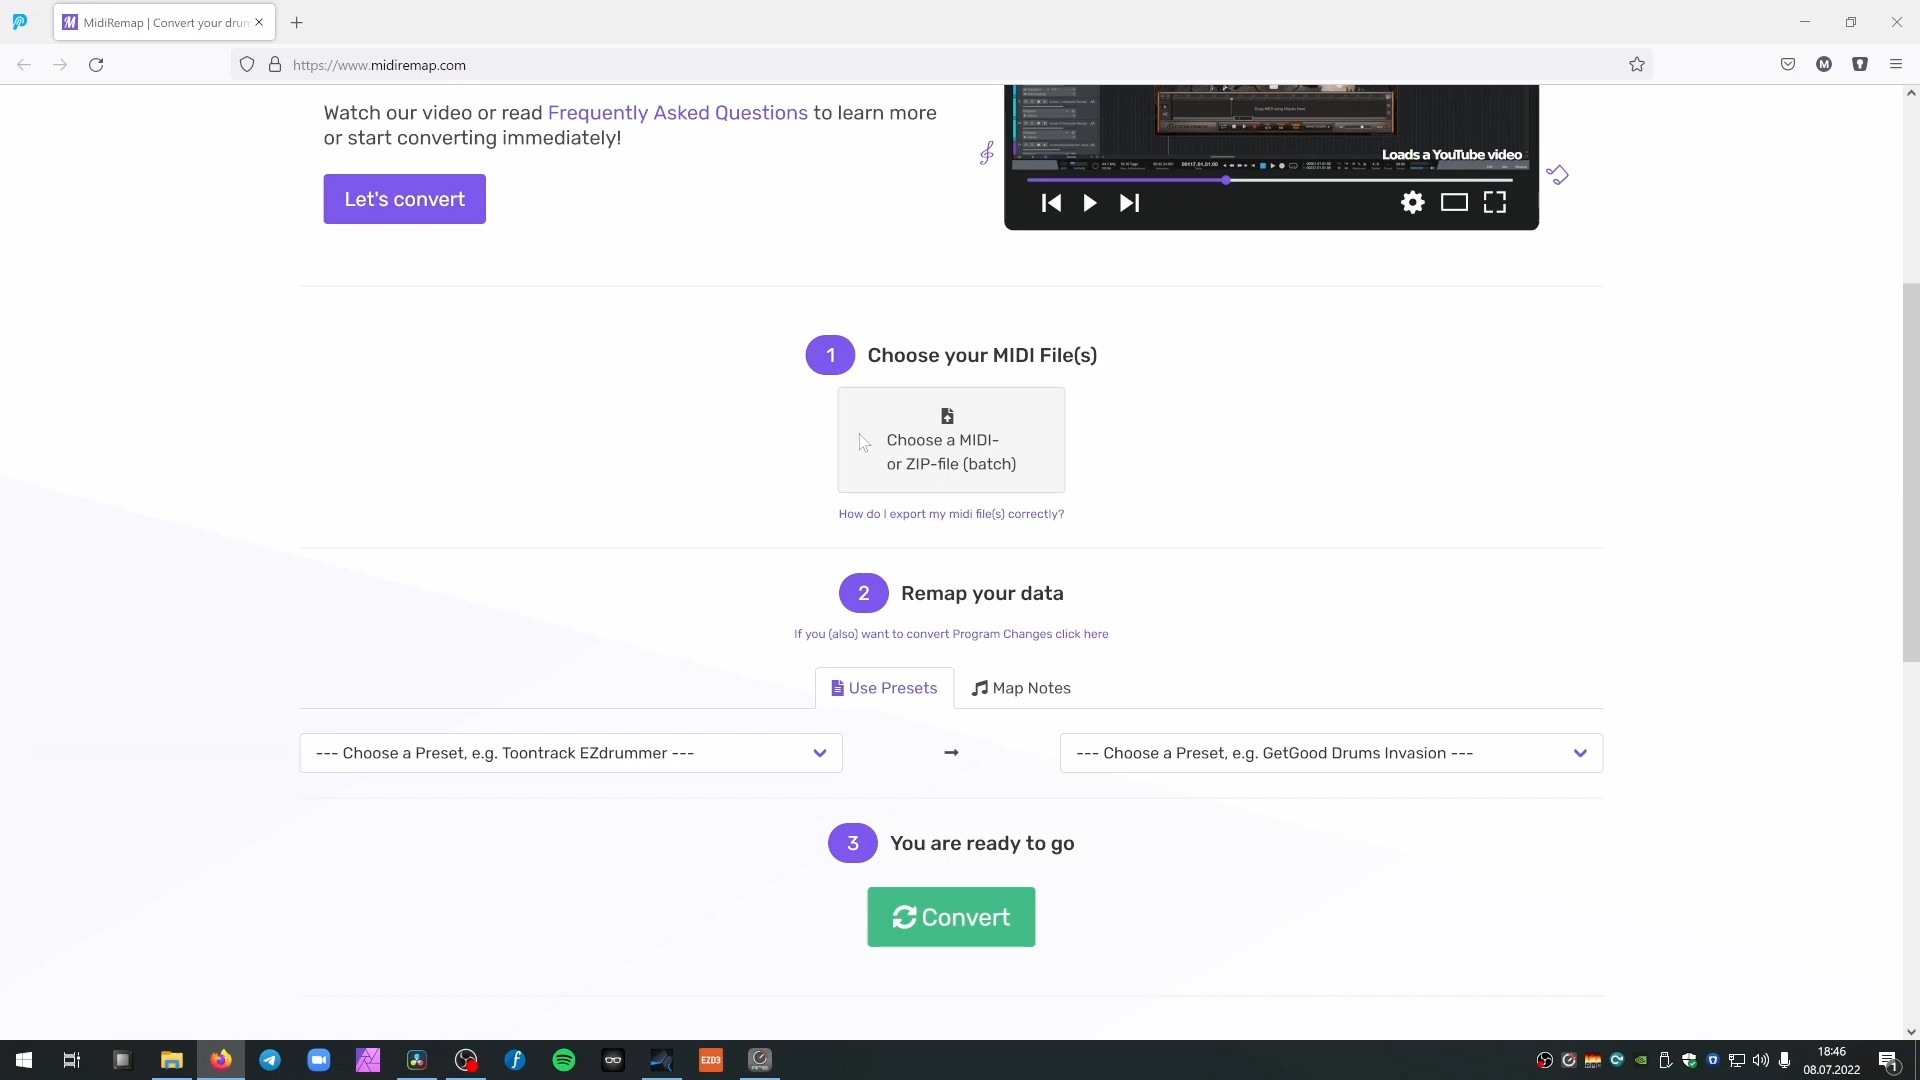 MidiRemap | Convert your drum
https://www.midiremap.com
Watch our video or read Frequently Asked Questions to learn more
or start converting immediately!
Let's convert
Loads a YouTube video
1 Choose your MIDI File(s)
Choose a MIDI-
or ZIP-file (batch)
How do I export my midi file(s) correctly?
2 Remap your data
If you (also) want to convert Program Changes click here
Use Presets
Map Notes
--- Choose a Preset, e.g. Toontrack EZdrummer ---
--- Choose a Preset, e.g. GetGood Drums Invasion ---
3 You are ready to go
Convert
EZD3
18:46
08.07.2022
1